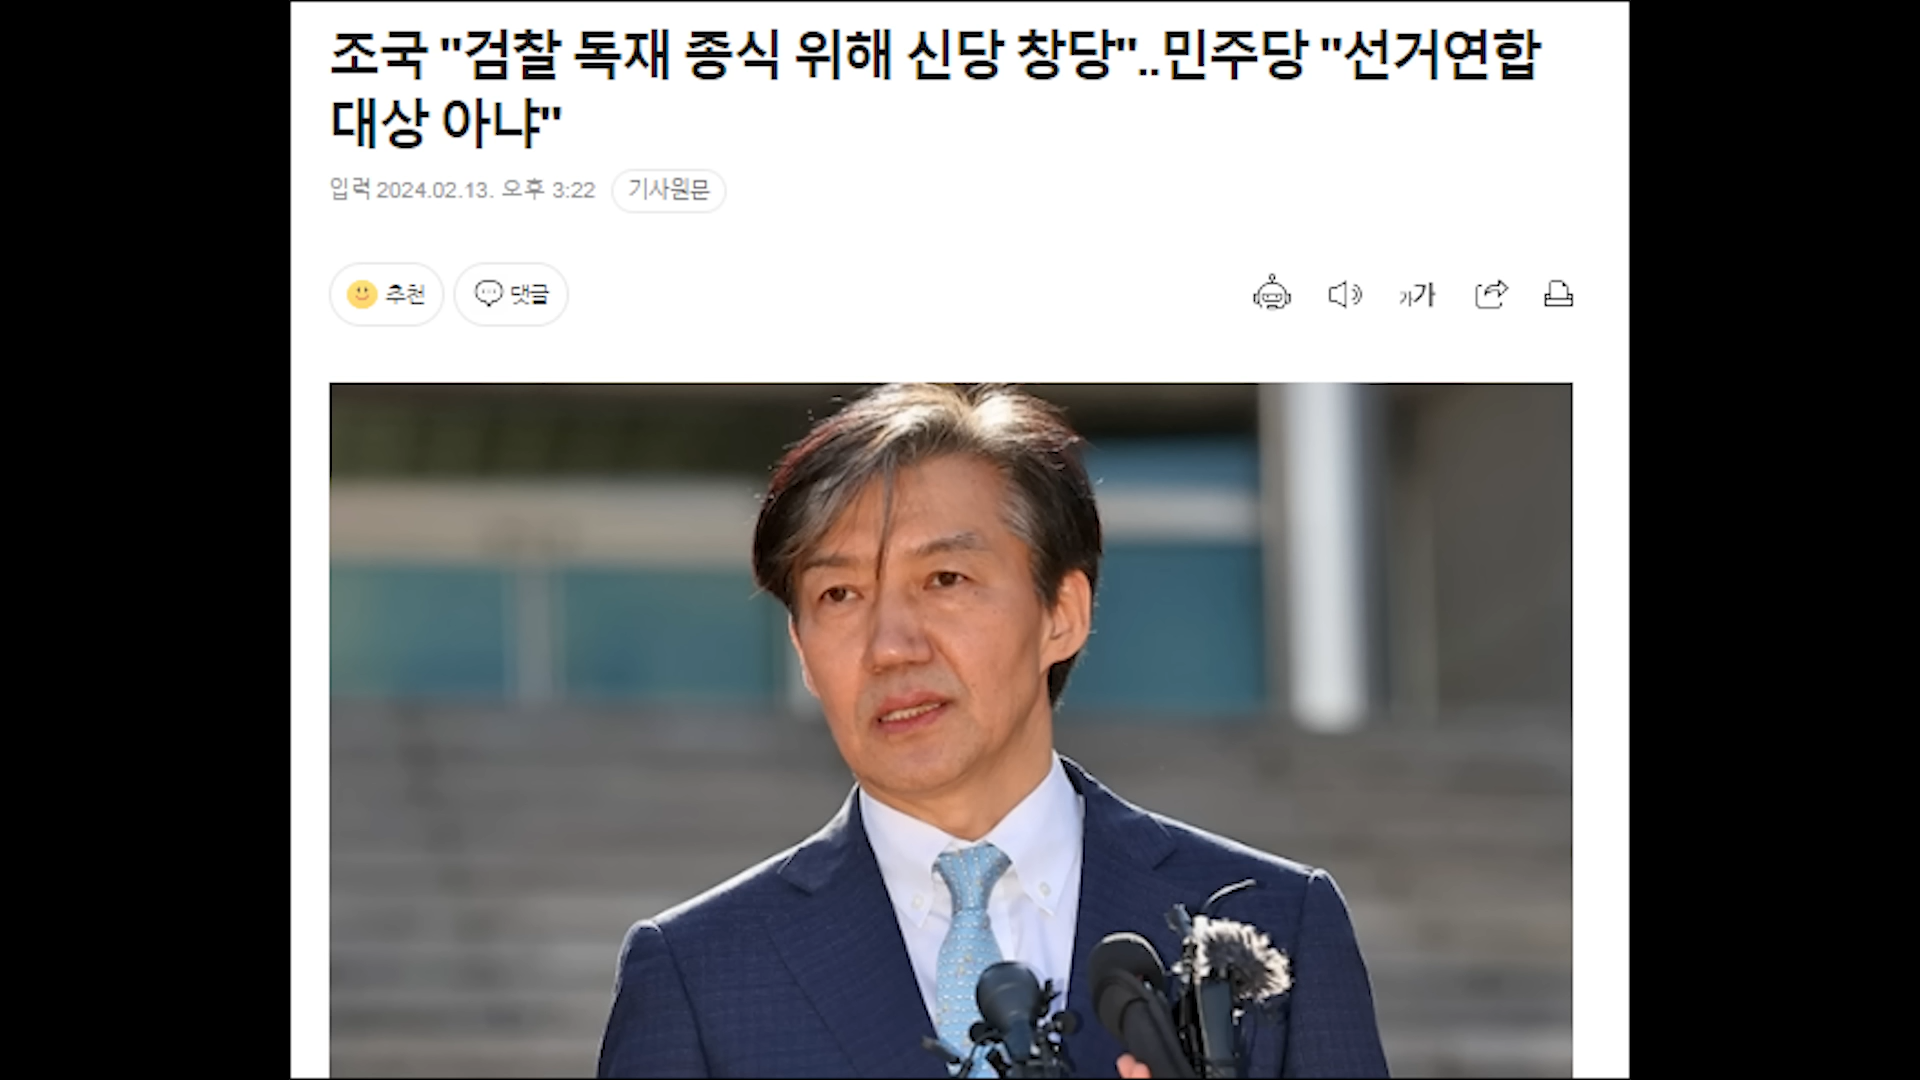 조국 "검찰 독재 종식 위해 신당 창당"..민주당 "선거연합
대상 아냐"
입력 2024.02.13. 오후 3:22 기사원문
추천 댓글 가가